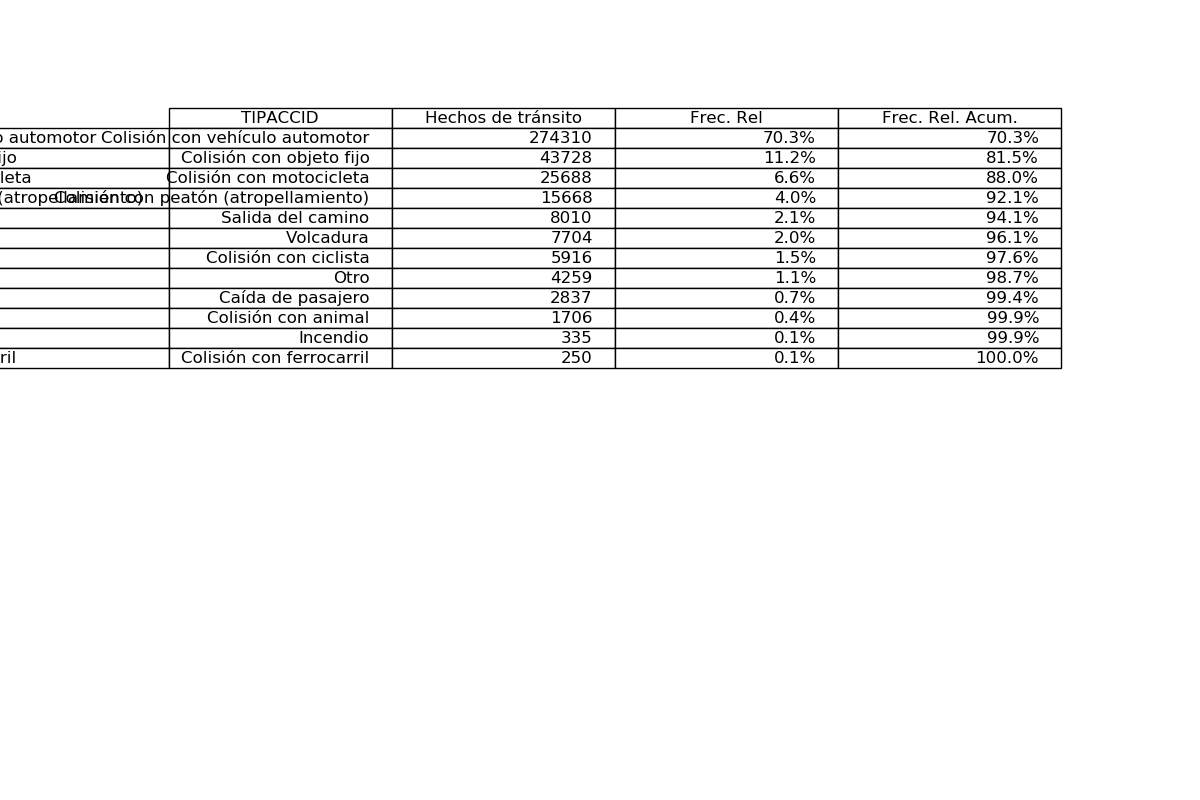 TIPACCID Hechos de tránsito Frec. Rel Frec. Rel. Acum.
automotor Colisión con vehículo automotor 274310 70.3% 70.3%
ijo Colisión con objeto fijo 43728 11.2% 81.5%
leta Colisión con motocicleta 25688 6.6% 88.0%
(atropellamiento) Colisión con peatón (atropellamiento) 15668 4.0% 92.1%
Salida del camino 8010 2.1% 94.1%
Volcadura 7704 2.0% 96.1%
Colisión con ciclista 5916 1.5% 97.6%
Otro 4259 1.1% 98.7%
Caída de pasajero 2837 0.7% 99.4%
Colisión con animal 1706 0.4% 99.9%
Incendio 335 0.1% 99.9%
ril Colisión con ferrocarril 250 0.1% 100.0%